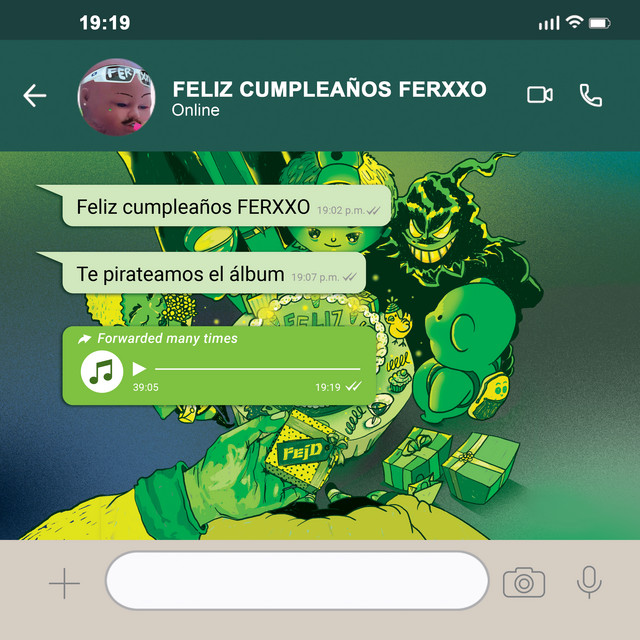 19:19
FERXXO
FELIZ CUMPLEAÑOS FERXXO
Online
Feliz cumpleaños FERXXO 19:02 p.m.
Te pirateamos el álbum 19:07 p.m.
FELIZ
Forwarded many times
39:05 19:19
FEID